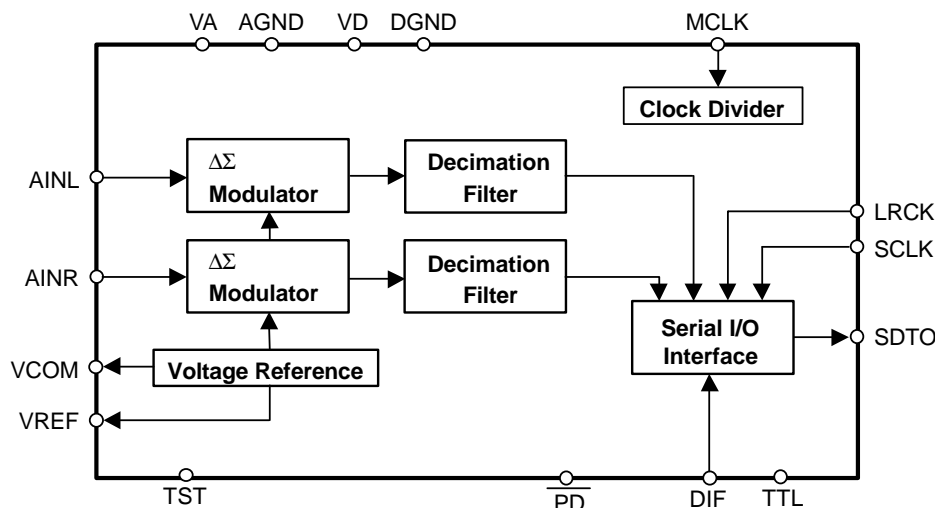 VA AGND VD DGND MCLK
Clock Divider
ΔΣ
Modulator
Decimation
Filter
AINL
LRCK
SCLK
ΔΣ
Modulator
Decimation
Filter
AINR
Serial I/O
Interface
SDTO
VCOM
Voltage Reference
VREF
TST PD DIF TTL